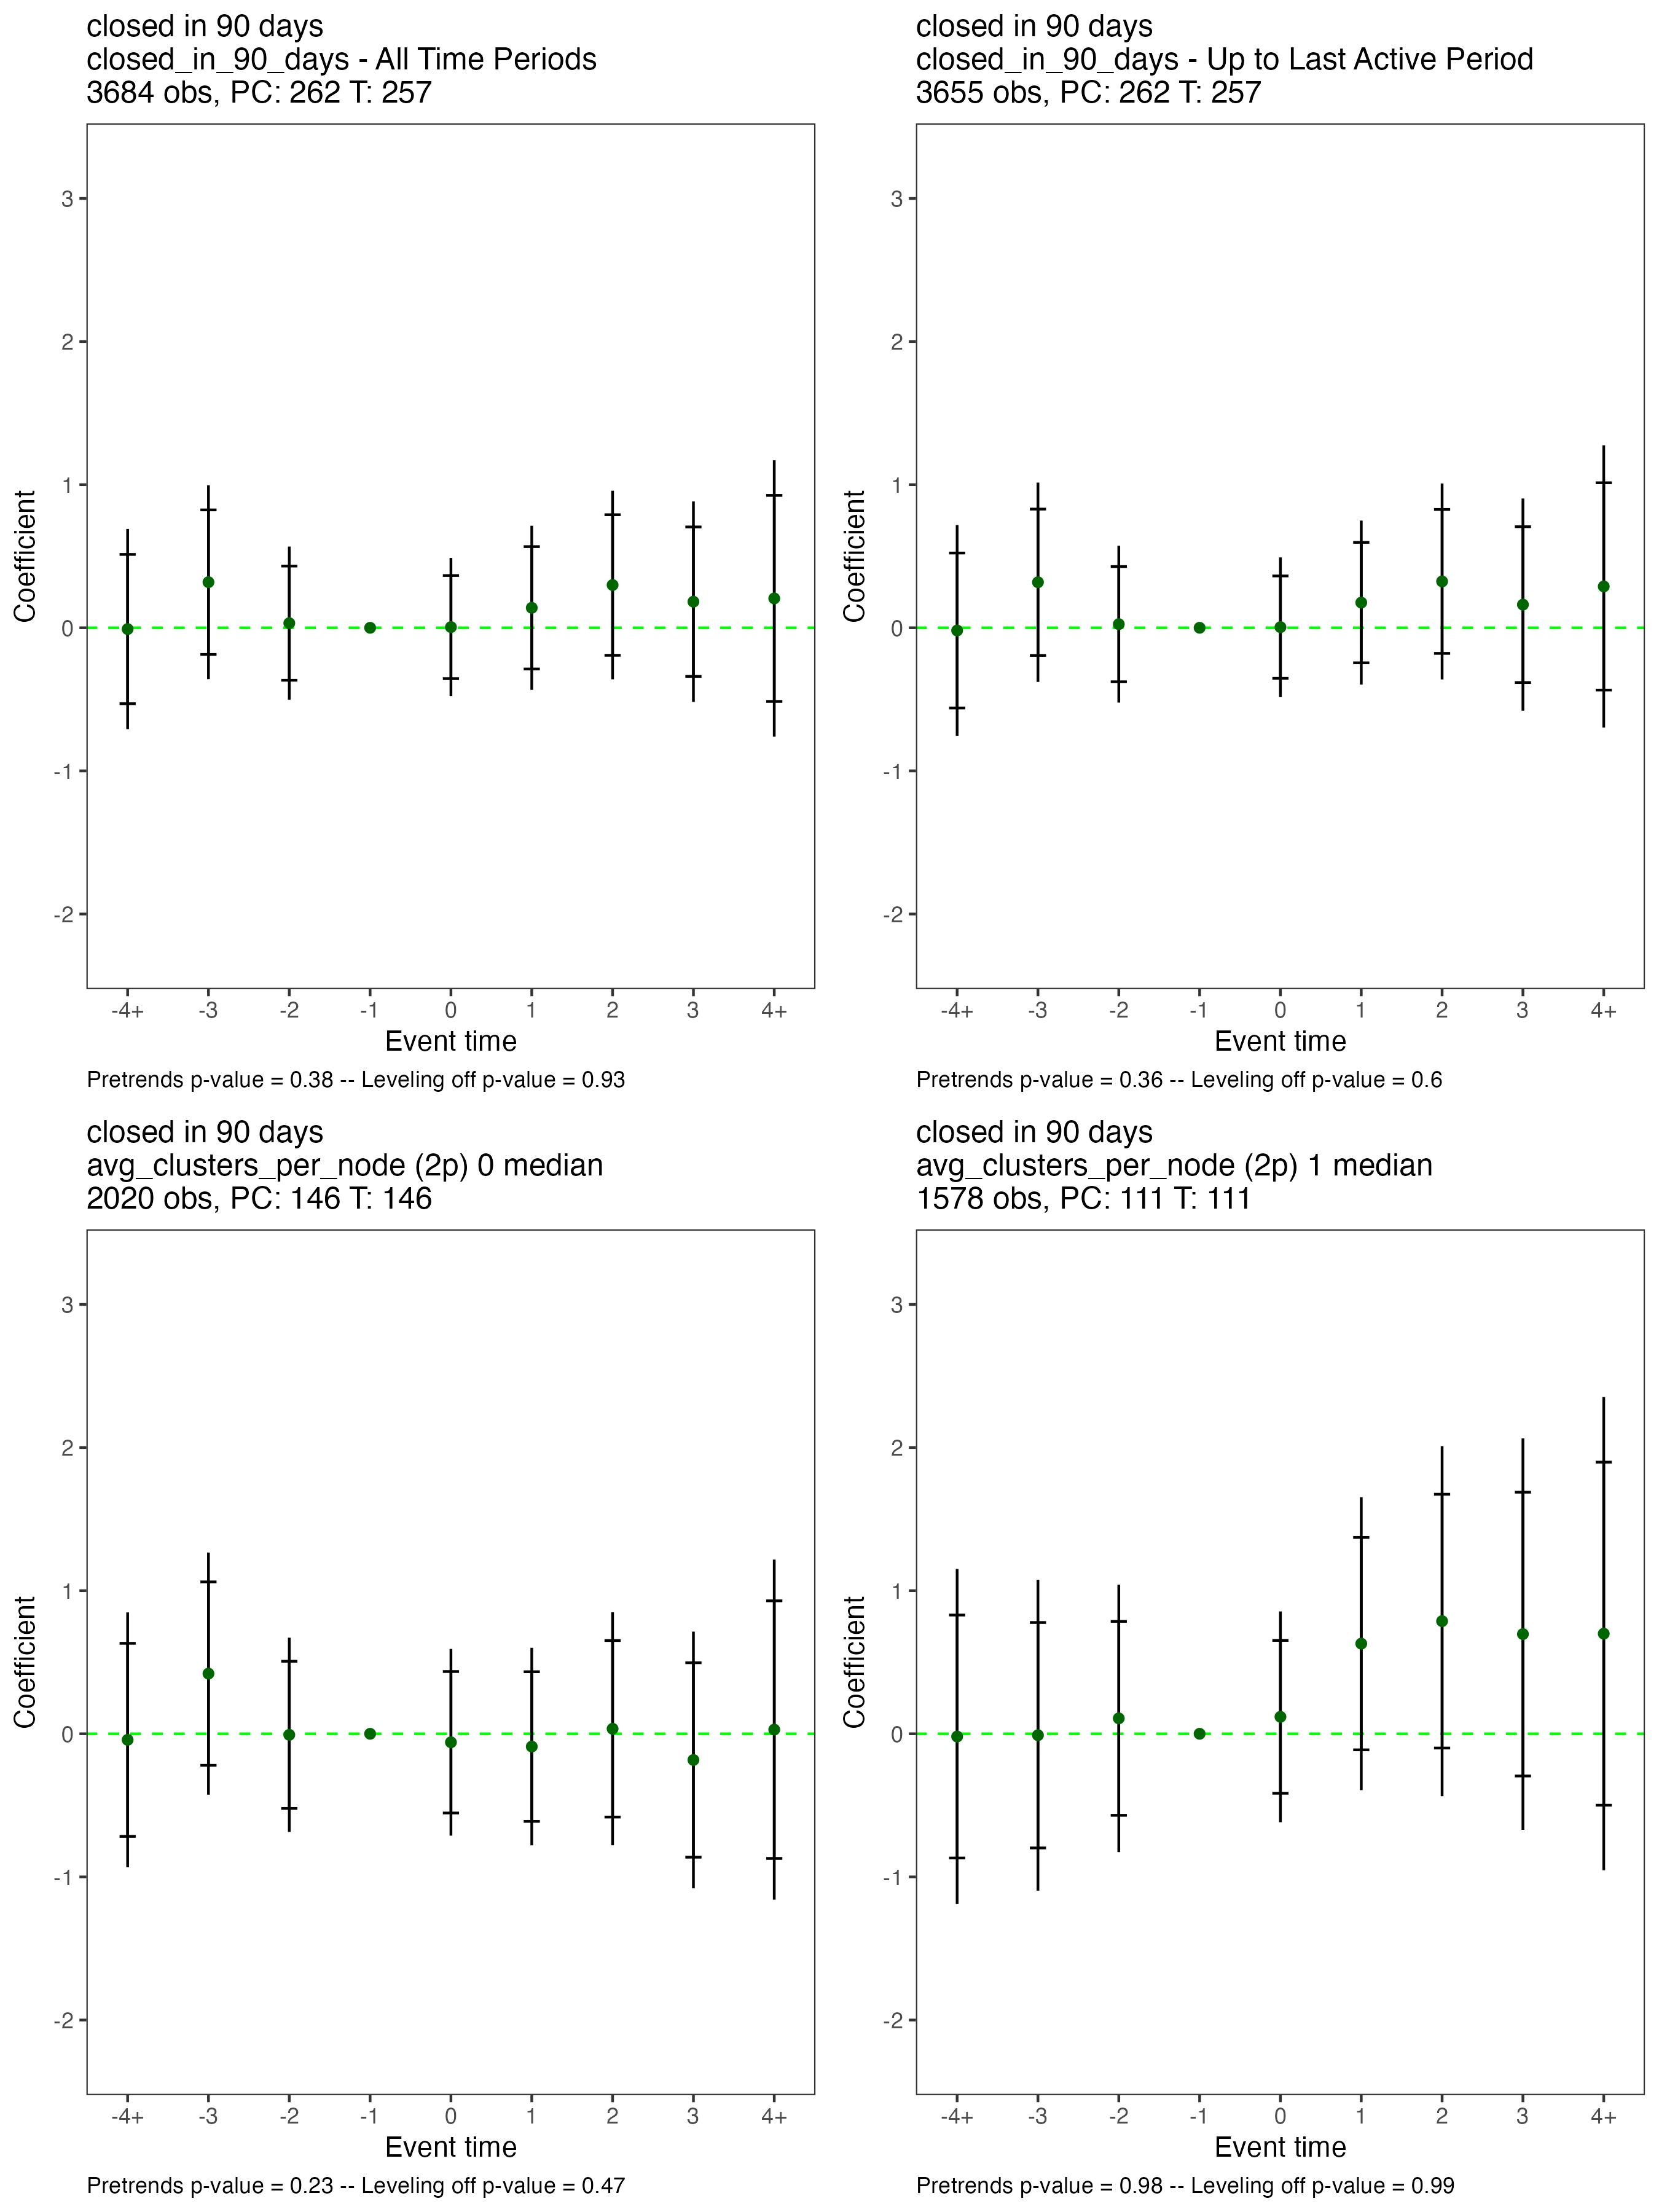 closed in 90 days
closed_in_90_days - All Time Periods
3684 obs, PC: 262 T: 257
3
2
1
0
-1
-2
Coefficient
-4+ -3 -2 -1 0 1 2 3 4+
Event time
Pretrends p-value = 0.38 -- Leveling off p-value = 0.93
closed in 90 days
closed_in_90_days - Up to Last Active Period
3655 obs, PC: 262 T: 257
3
2
1
0
-1
-2
Coefficient
-4+ -3 -2 -1 0 1 2 3 4+
Event time
Pretrends p-value = 0.36 -- Leveling off p-value = 0.6
closed in 90 days
avg_clusters_per_node (2p) 0 median
2020 obs, PC: 146 T: 146
3
2
1
0
-1
-2
Coefficient
-4+ -3 -2 -1 0 1 2 3 4+
Event time
Pretrends p-value = 0.23 -- Leveling off p-value = 0.47
closed in 90 days
avg_clusters_per_node (2p) 1 median
1578 obs, PC: 111 T: 111
3
2
1
0
-1
-2
Coefficient
-4+ -3 -2 -1 0 1 2 3 4+
Event time
Pretrends p-value = 0.98 -- Leveling off p-value = 0.99